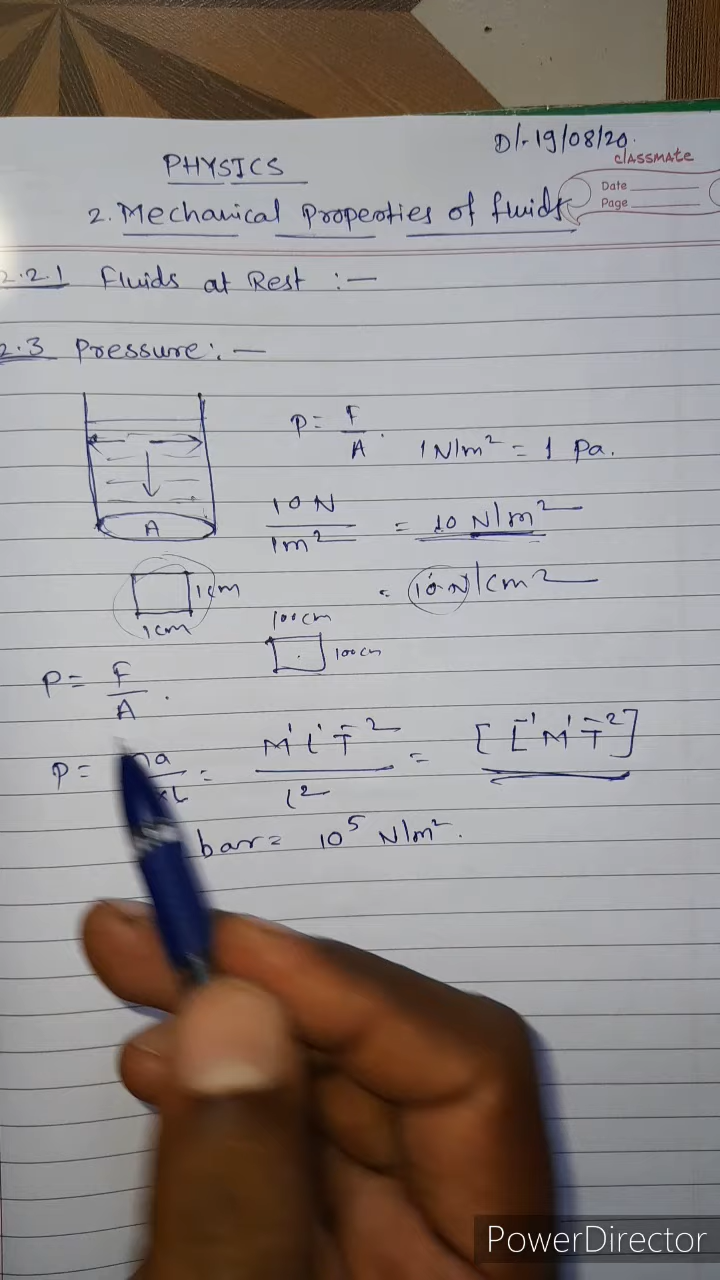 D/- 19/08/20.
PHYSICS
classmate
Date
Page
2. Mechanical Properties of fluids
2.2.1 Fluids at Rest :-
2.3 Pressure :-
P = F/A . 1 N/m² = 1 Pa.
10 N / 1m² = 10 N/m²
A
= 10 N/cm²
1cm
1cm
100cm
100cm
P = F/A .
P = ma = M¹L¹T⁻² / L² = [L⁻¹M¹T⁻²]
bar = 10⁵ N/m².
PowerDirector